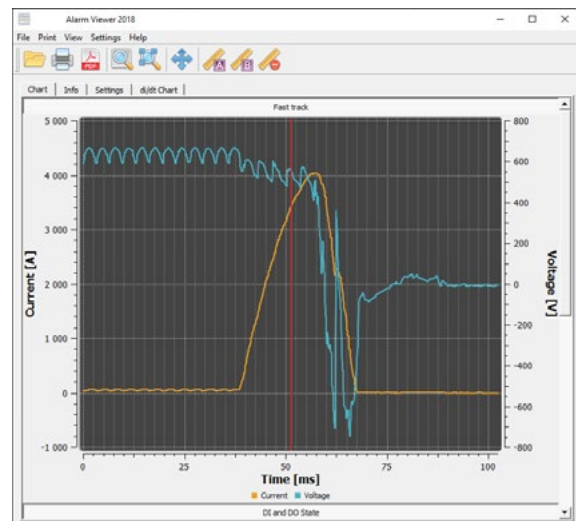 Alarm Viewer 2018
File Print View Settings Help
PDF
A
B
Chart Info Settings di/dt Chart
Fast track
5 000
4 000
3 000
2 000
1 000
0
-1 000
Current [A]
800
600
400
200
0
-200
-400
-600
-800
Voltage [V]
0 25 50 75 100
Time [ms]
Current Voltage
DI and DO State